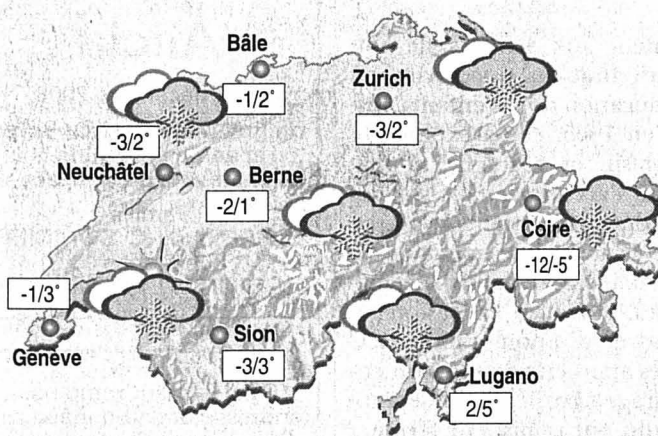 Bâle
-1/2°
Zurich
-3/2°
-3/2°
Neuchâtel
Berne
-2/1°
Coire
-12/-5°
-1/3°
Genève
Sion
-3/3°
Lugano
2/5°